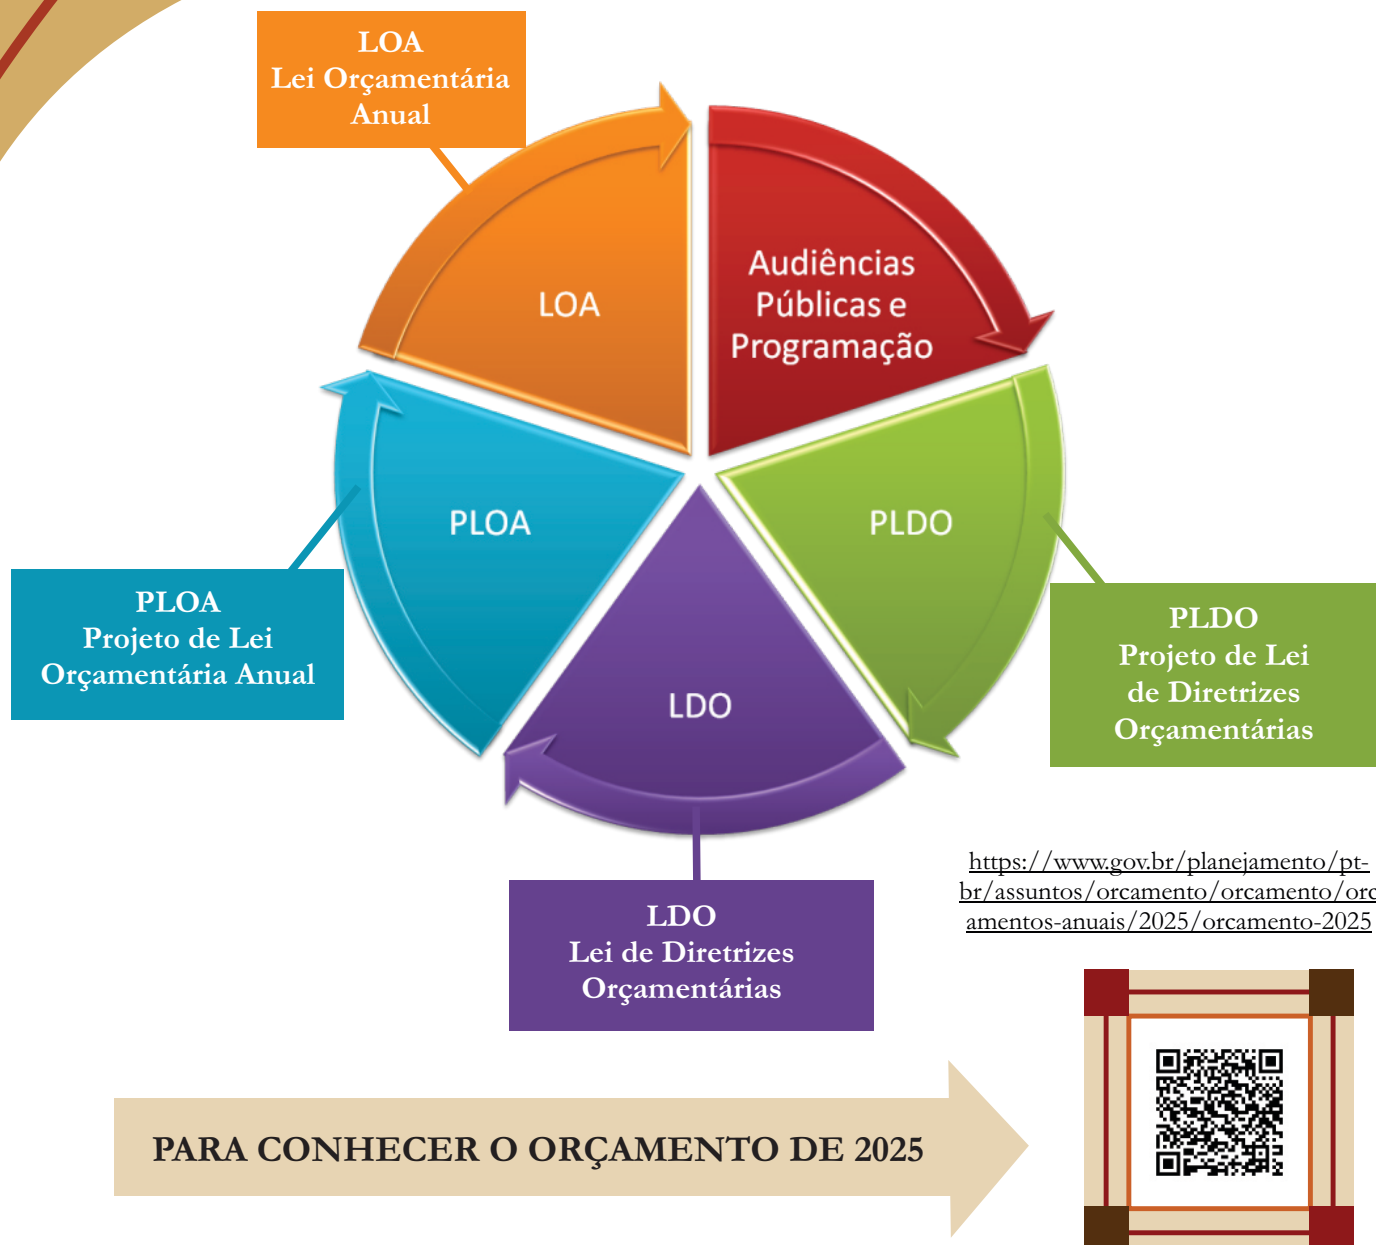 LOA
Lei Orçamentária
Anual
LOA
Audiências
Públicas e
Programação
PLOA
PLDO
PLOA
Projeto de Lei
Orçamentária Anual
LDO
PLDO
Projeto de Lei
de Diretrizes
Orçamentárias
LDO
Lei de Diretrizes
Orçamentárias
https://www.gov.br/planejamento/pt-
br/assuntos/orcamento/orcamento/orc
amentos-anuais/2025/orcamento-2025
PARA CONHECER O ORÇAMENTO DE 2025